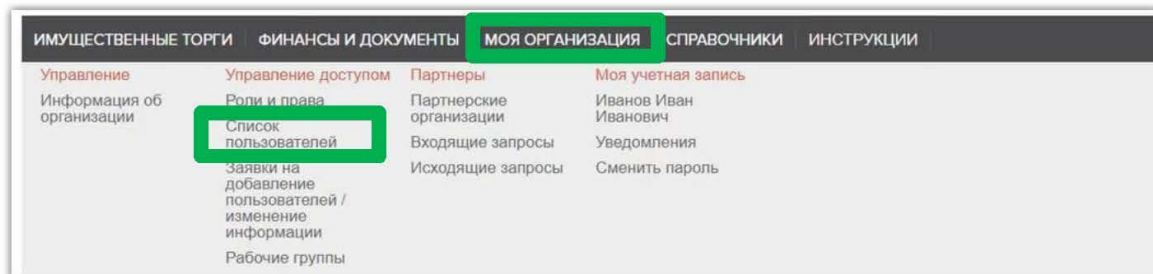 ИМУЩЕСТВЕННЫЕ ТОРГИ ФИНАНСЫ И ДОКУМЕНТЫ МОЯ ОРГАНИЗАЦИЯ СПРАВОЧНИКИ ИНСТРУКЦИИ
Управление
Информация об
организации
Управление доступом
Роли и права
Список
пользователей
Заявки на
добавление
пользователей /
изменение
информации
Рабочие группы
Партнеры
Партнерские
организации
Входящие запросы
Исходящие запросы
Моя учетная запись
Иванов Иван
Иванович
Уведомления
Сменить пароль